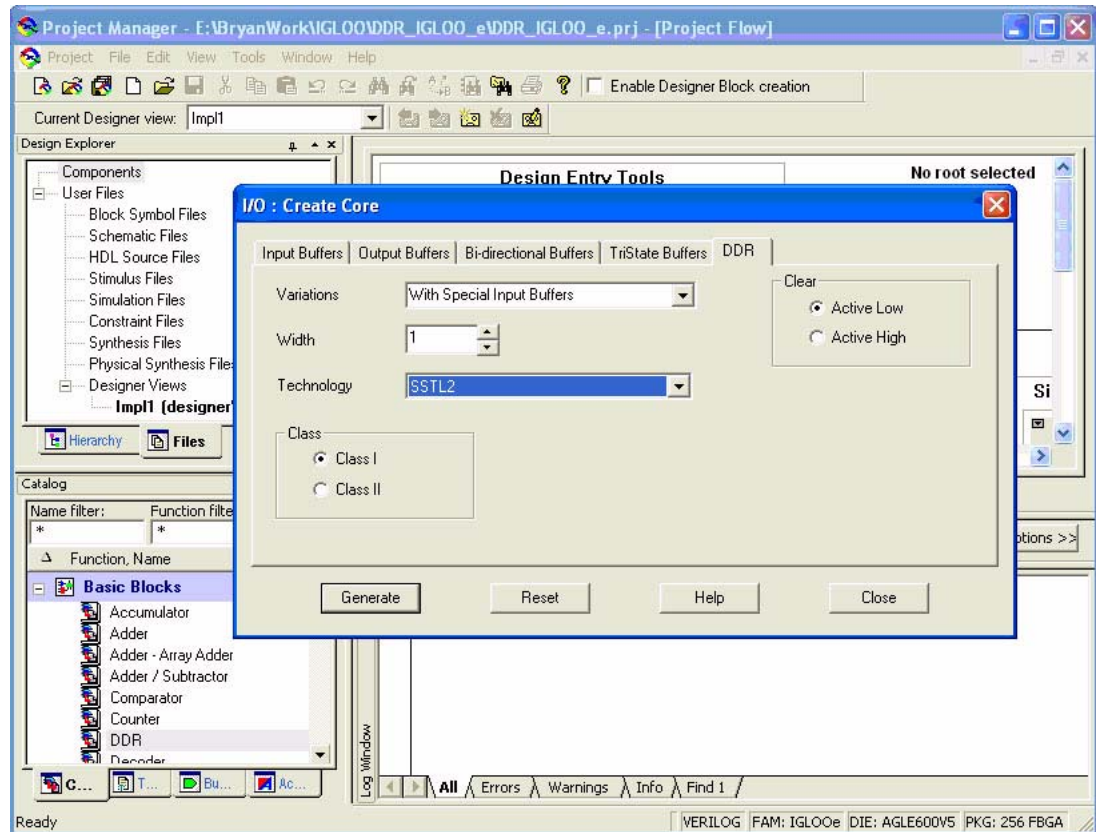 Project Manager - E:\BryanWork\IGLOO\DDR_IGLOO_e\DDR_IGLOO_e.prj - [Project Flow]
Project File Edit View Tools Window Help
Enable Designer Block creation
Current Designer view: Impl1
Design Explorer
Components
User Files
Block Symbol Files
Schematic Files
HDL Source Files
Stimulus Files
Simulation Files
Constraint Files
Synthesis Files
Physical Synthesis File
Designer Views
Impl1 (designer
Hierarchy Files
Design Entry Tools
No root selected
Si
I/O : Create Core
Input Buffers Output Buffers Bi-directional Buffers TriState Buffers DDR
Variations With Special Input Buffers
Width 1
Technology SSTL2
Class
Class I
Class II
Clear
Active Low
Active High
Generate Reset Help Close
Catalog
Name filter: Function filte
* *
Function, Name
Basic Blocks
Accumulator
Adder
Adder - Array Adder
Adder / Subtractor
Comparator
Counter
DDR
Decoder
C... T... Bu... Ac...
ptions >>
Log Window
All Errors Warnings Info Find 1
Ready
VERILOG FAM: IGLOOe DIE: AGLE600V5 PKG: 256 FBGA